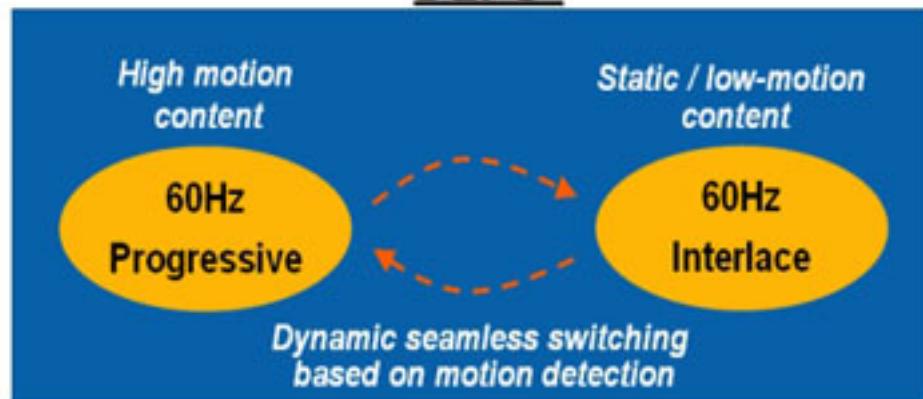 High motion
content
Static / low-motion
content
60Hz
Progressive
60Hz
Interlace
Dynamic seamless switching
based on motion detection